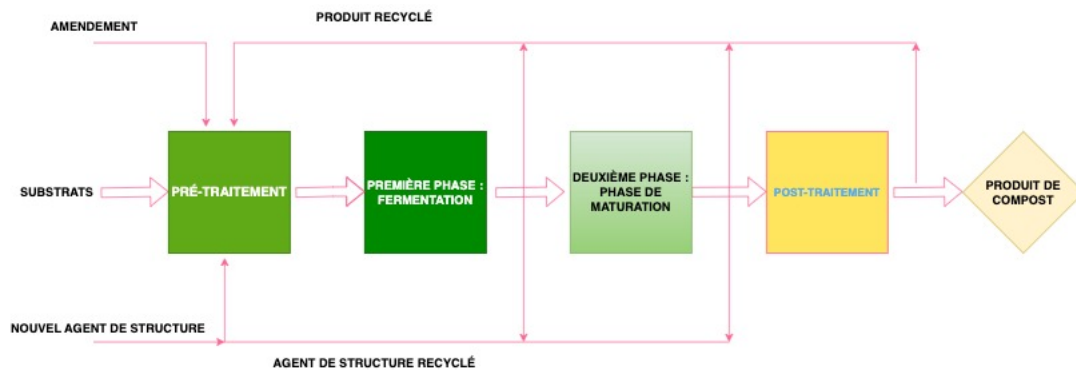 PRODUIT RECYCLÉ
AMENDEMENT
SUBSTRATS
PRÉ-TRAITEMENT
PREMIÈRE PHASE :
FERMENTATION
DEUXIÈME PHASE :
PHASE DE
MATURATION
POST-TRAITEMENT
PRODUIT DE
COMPOST
NOUVEL AGENT DE STRUCTURE
AGENT DE STRUCTURE RECYCLÉ